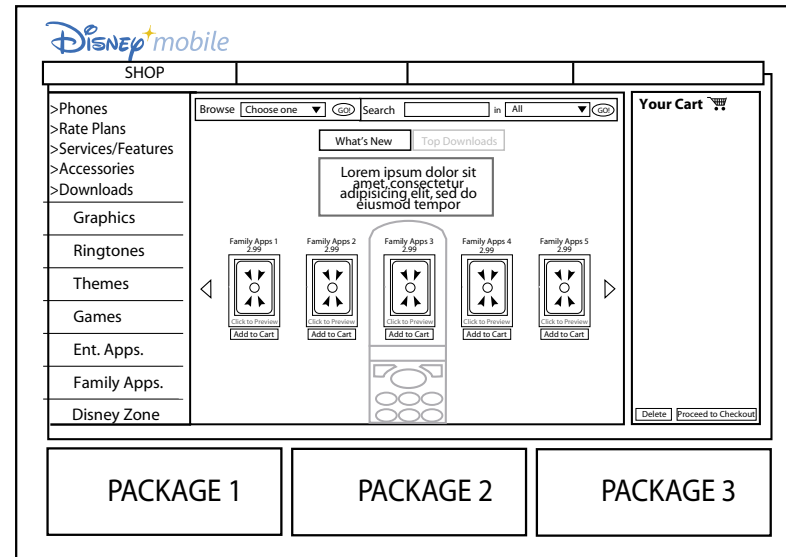 Disney mobile
SHOP
>Phones
>Rate Plans
>Services/Features
>Accessories
>Downloads
Graphics
Ringtones
Themes
Games
Ent. Apps.
Family Apps.
Disney Zone
Browse Choose one GO! Search in All GO!
What's New Top Downloads
Lorem ipsum dolor sit
amet, consectetur
adipisicing elit, sed do
eiusmod tempor
Family Apps 1 Family Apps 2 Family Apps 3 Family Apps 4 Family Apps 5
2.99 2.99 2.99 2.99 2.99
Click to Preview Click to Preview Click to Preview Click to Preview Click to Preview
Add to Cart Add to Cart Add to Cart Add to Cart Add to Cart
Your Cart
Delete Proceed to Checkout
PACKAGE 1 PACKAGE 2 PACKAGE 3